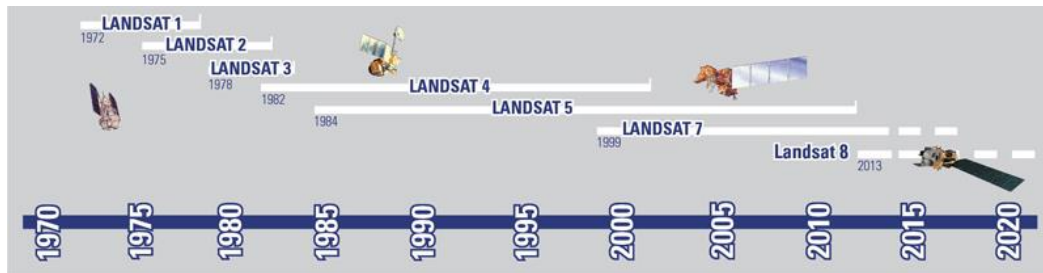 LANDSAT 1
1972
LANDSAT 2
1975
LANDSAT 3
1978
LANDSAT 4
1982
LANDSAT 5
1984
LANDSAT 7
1999
Landsat 8
2013
1970 1975 1980 1985 1990 1995 2000 2005 2010 2015 2020